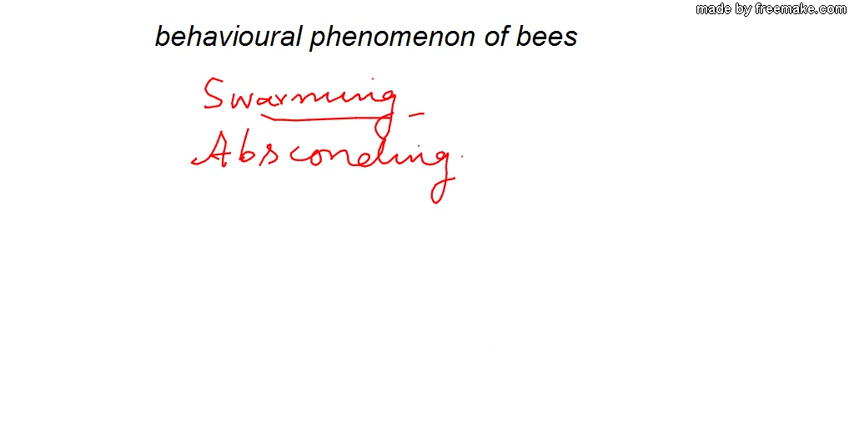 made by freemake.com
behavioural phenomenon of bees
Swarming -
Absconding.